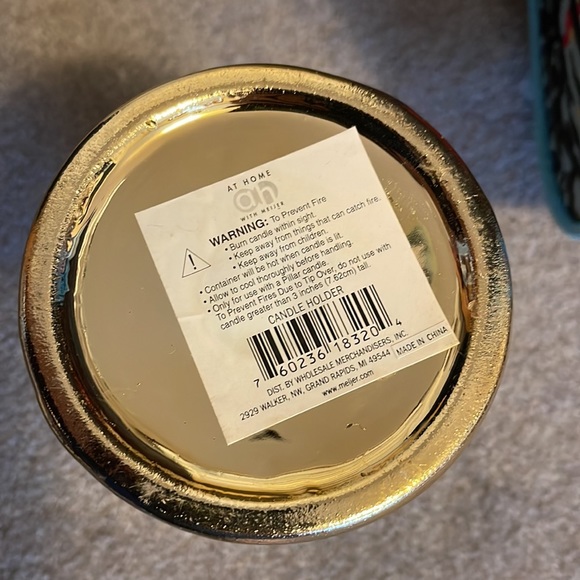 AT HOME
ah
WITH MEIJER
WARNING: To Prevent Fire
• Burn candle within sight.
• Keep away from things that can catch fire.
• Keep away from children.
• Container will be hot when candle is lit.
• Allow to cool thoroughly before handling.
• Only for use with a Pillar candle.
To Prevent Fires Due to Tip Over, do not use with
candle greater than 3 inches (7.62cm) tall.
CANDLE HOLDER
7 60236 18320 4
DIST. BY WHOLESALE MERCHANDISERS, INC.
2929 WALKER, NW, GRAND RAPIDS, MI 49544 MADE IN CHINA
www.meijer.com
!